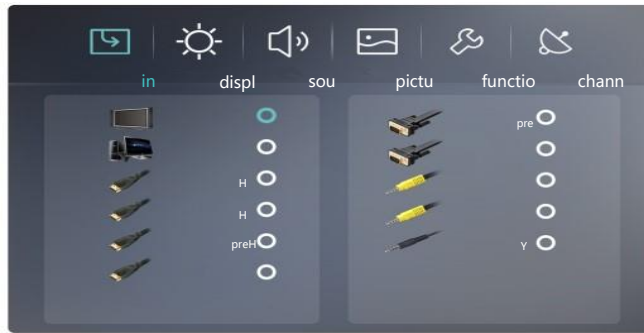 in displ sou pictu functio chann
pre
H
H
preH
Y